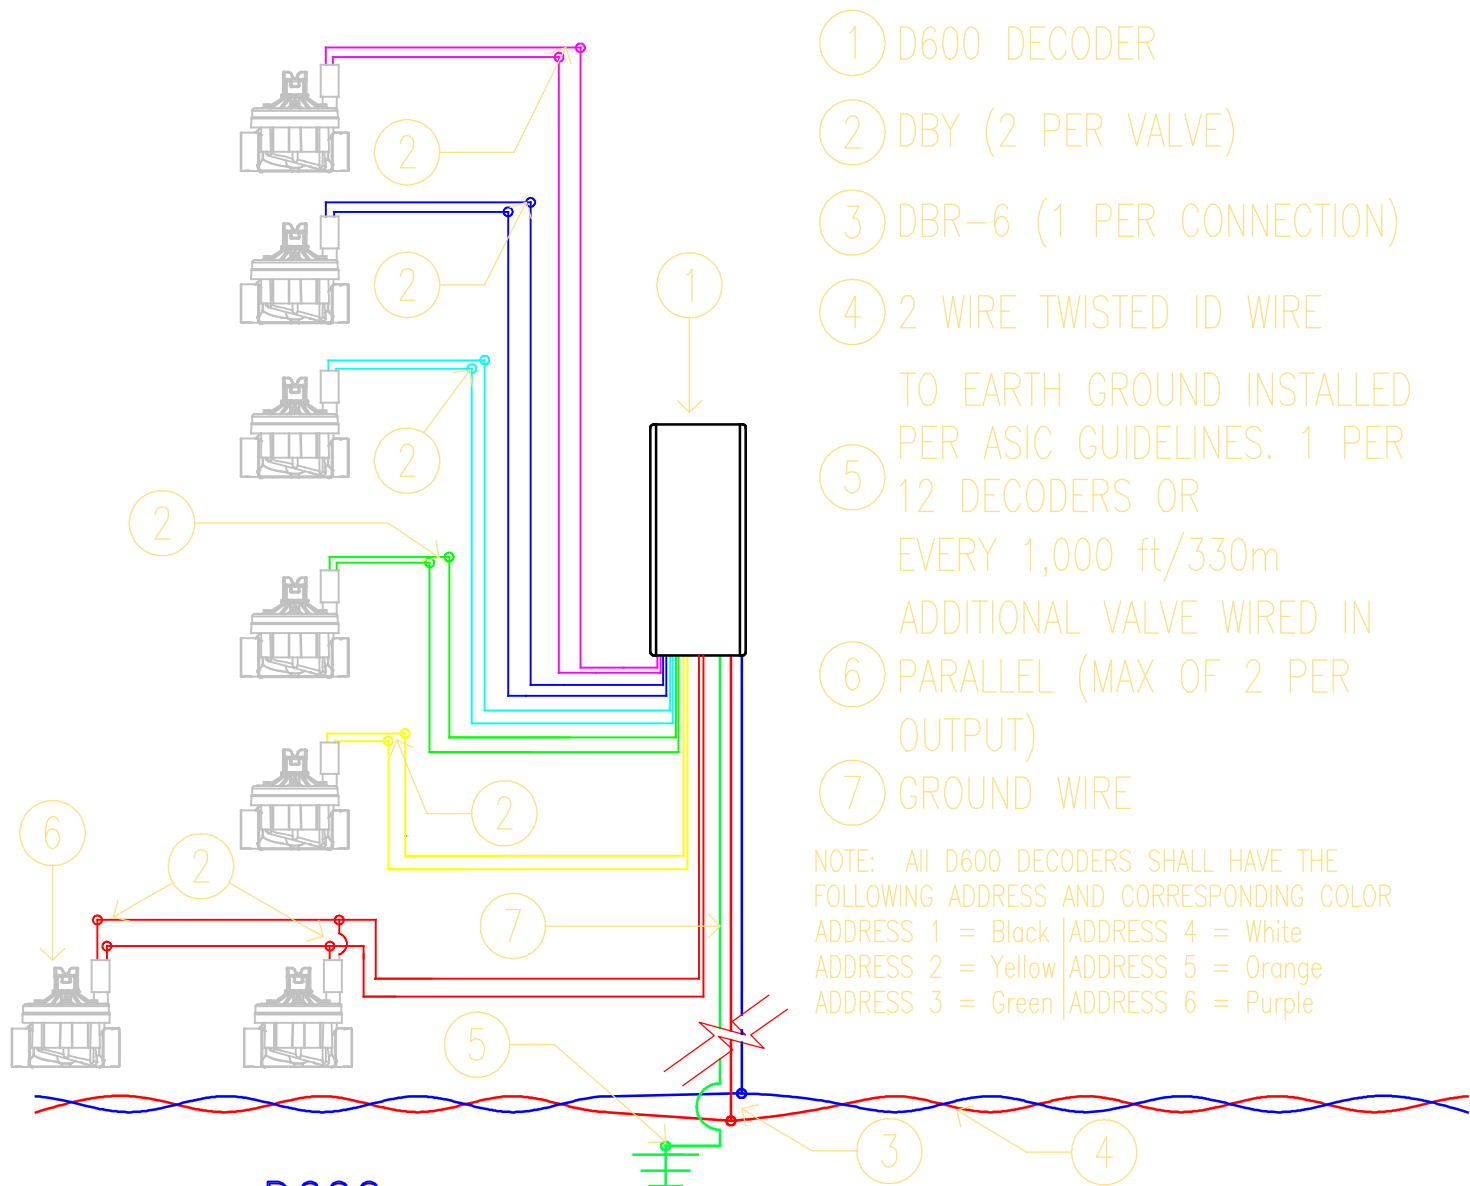 1 D600 DECODER
2 DBY (2 PER VALVE)
3 DBR-6 (1 PER CONNECTION)
4 2 WIRE TWISTED ID WIRE
TO EARTH GROUND INSTALLED
PER ASIC GUIDELINES. 1 PER
5
12 DECODERS OR
EVERY 1,000 ft/330m
ADDITIONAL VALVE WIRED IN
6 PARALLEL (MAX OF 2 PER
OUTPUT)
7 GROUND WIRE
NOTE: All D600 DECODERS SHALL HAVE THE
FOLLOWING ADDRESS AND CORRESPONDING COLOR
ADDRESS 1 = Black ADDRESS 4 = White
ADDRESS 2 = Yellow ADDRESS 5 = Orange
ADDRESS 3 = Green ADDRESS 6 = Purple
2
2
1
2
2
2
6
2
7
5
3
4